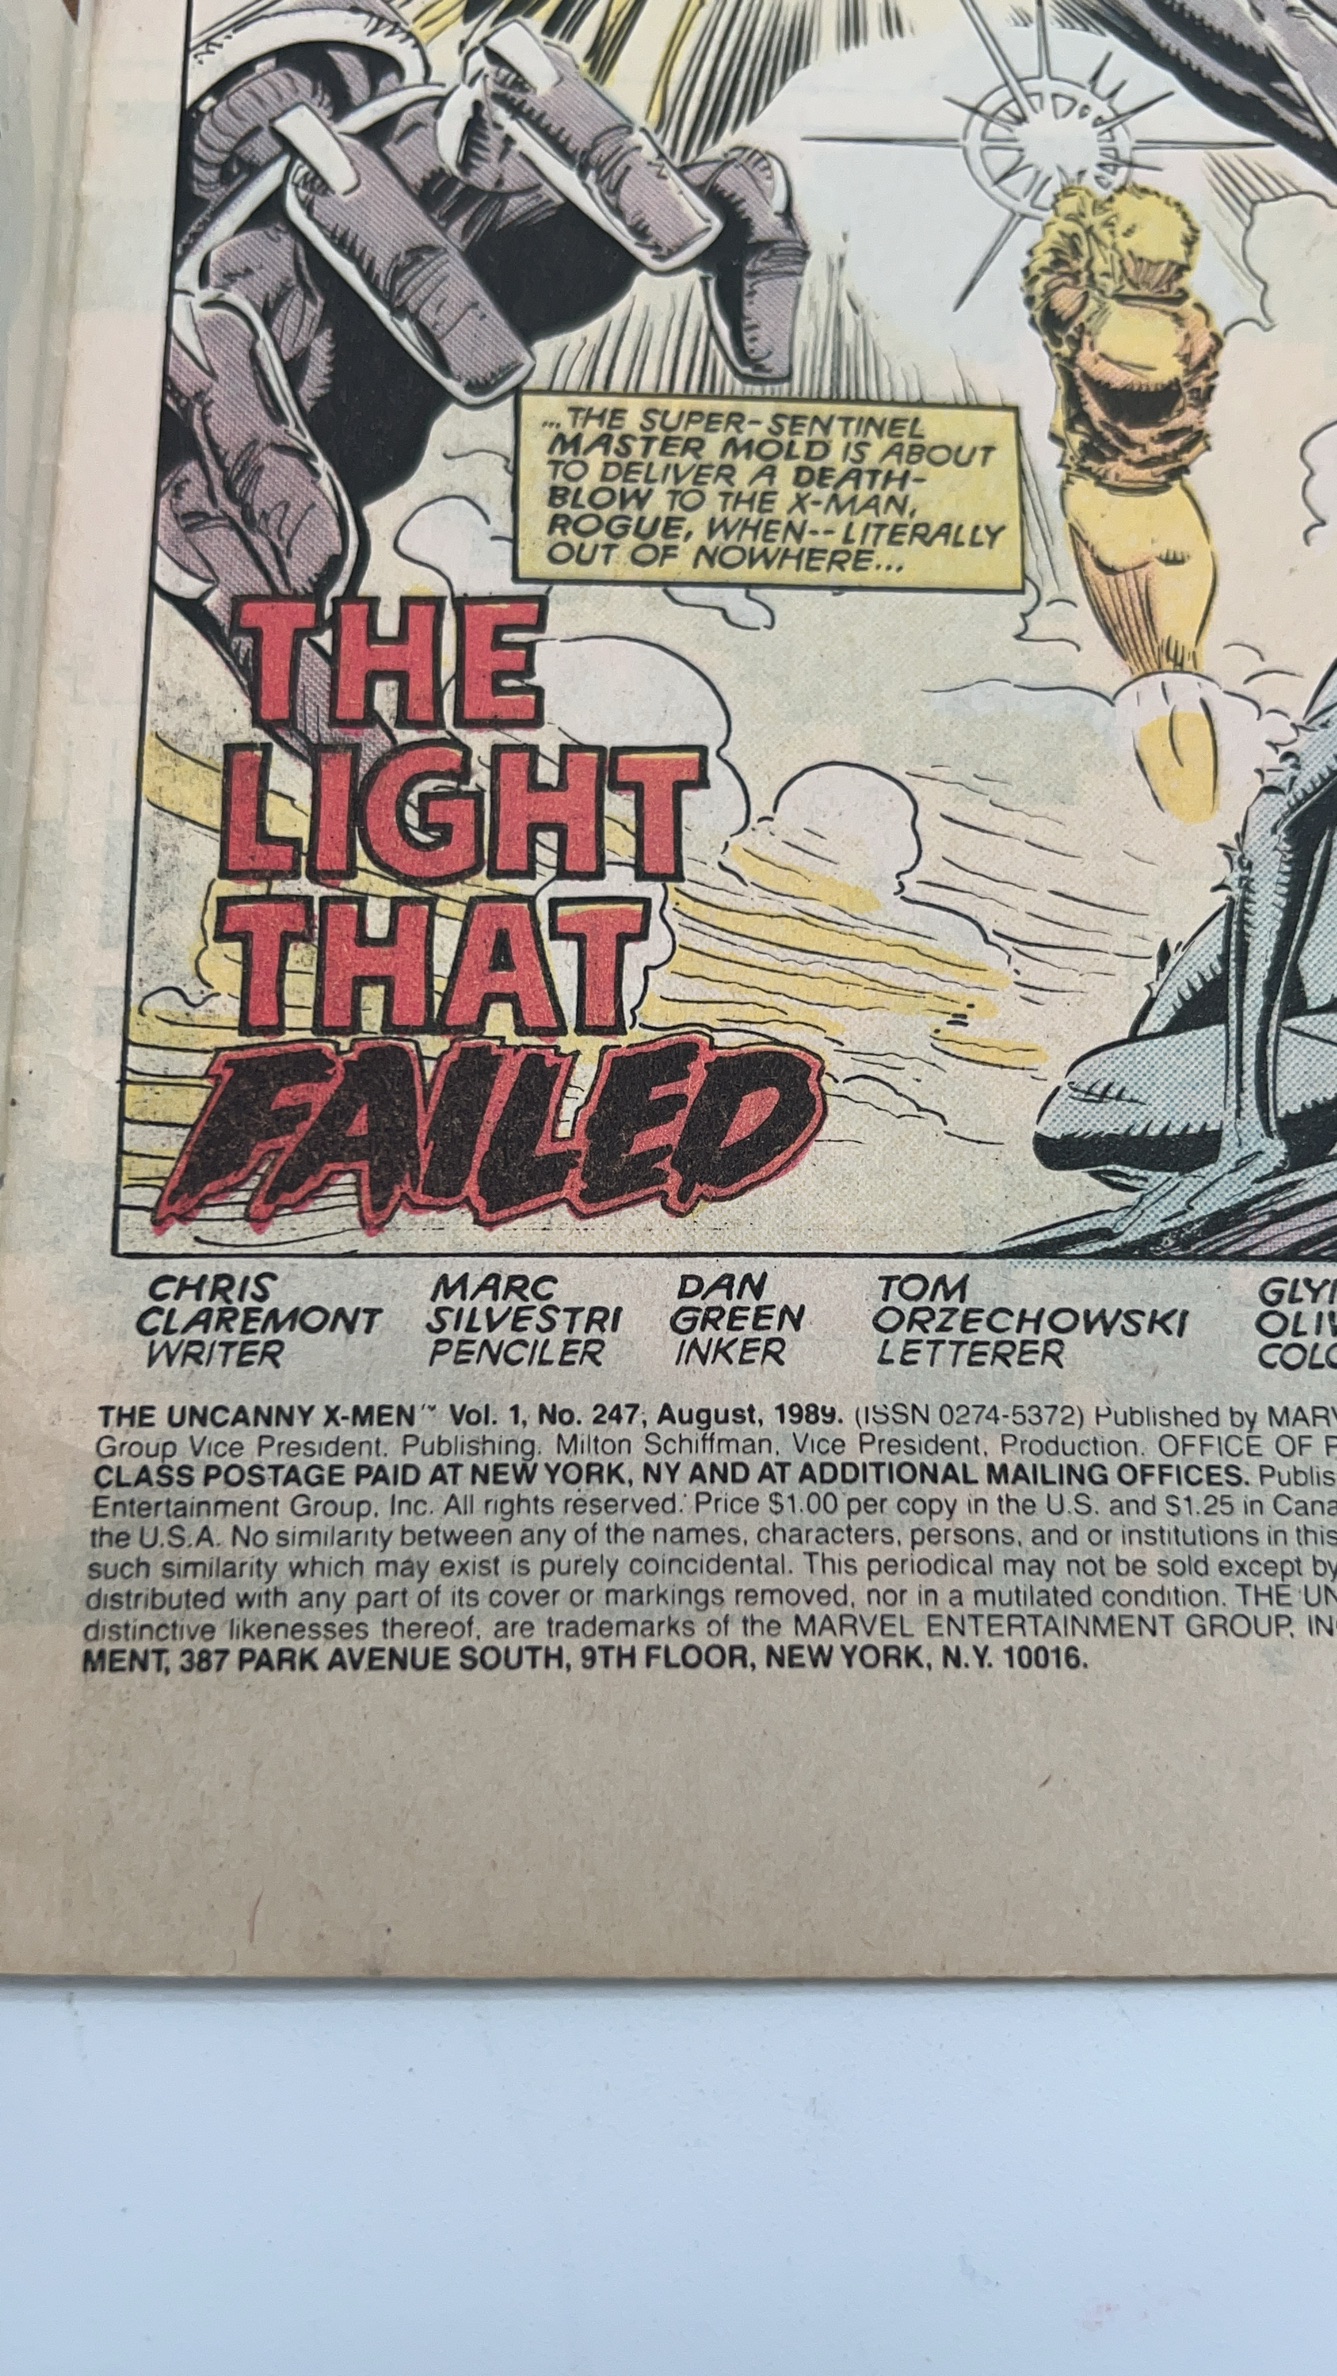 ...THE SUPER-SENTINEL
MASTER MOLD IS ABOUT
TO DELIVER A DEATH-
BLOW TO THE X-MAN,
ROGUE, WHEN--LITERALLY
OUT OF NOWHERE...
THE
LIGHT
THAT
FAILED
CHRIS
CLAREMONT
WRITER
MARC
SILVESTRI
PENCILER
DAN
GREEN
INKER
TOM
ORZECHOWSKI
LETTERER
THE UNCANNY X-MEN™ Vol. 1, No. 247, August, 1989. (ISSN 0274-5372) Published by
Group Vice President. Publishing. Milton Schiffman, Vice President, Production. OFFICE OF
CLASS POSTAGE PAID AT NEW YORK, NY AND AT ADDITIONAL MAILING OFFICES.
Entertainment Group, Inc. All rights reserved. Price $1.00 per copy in the U.S. and $1.25 in
the U.S.A. No similarity between any of the names, characters, persons, and or institutions in this
such similarity which may exist is purely coincidental. This periodical may not be sold except by
distributed with any part of its cover or markings removed, nor in a mutilated condition. THE
distinctive likenesses thereof, are trademarks of the MARVEL ENTERTAINMENT GROUP,
MENT, 387 PARK AVENUE SOUTH, 9TH FLOOR, NEW YORK, N.Y. 10016.